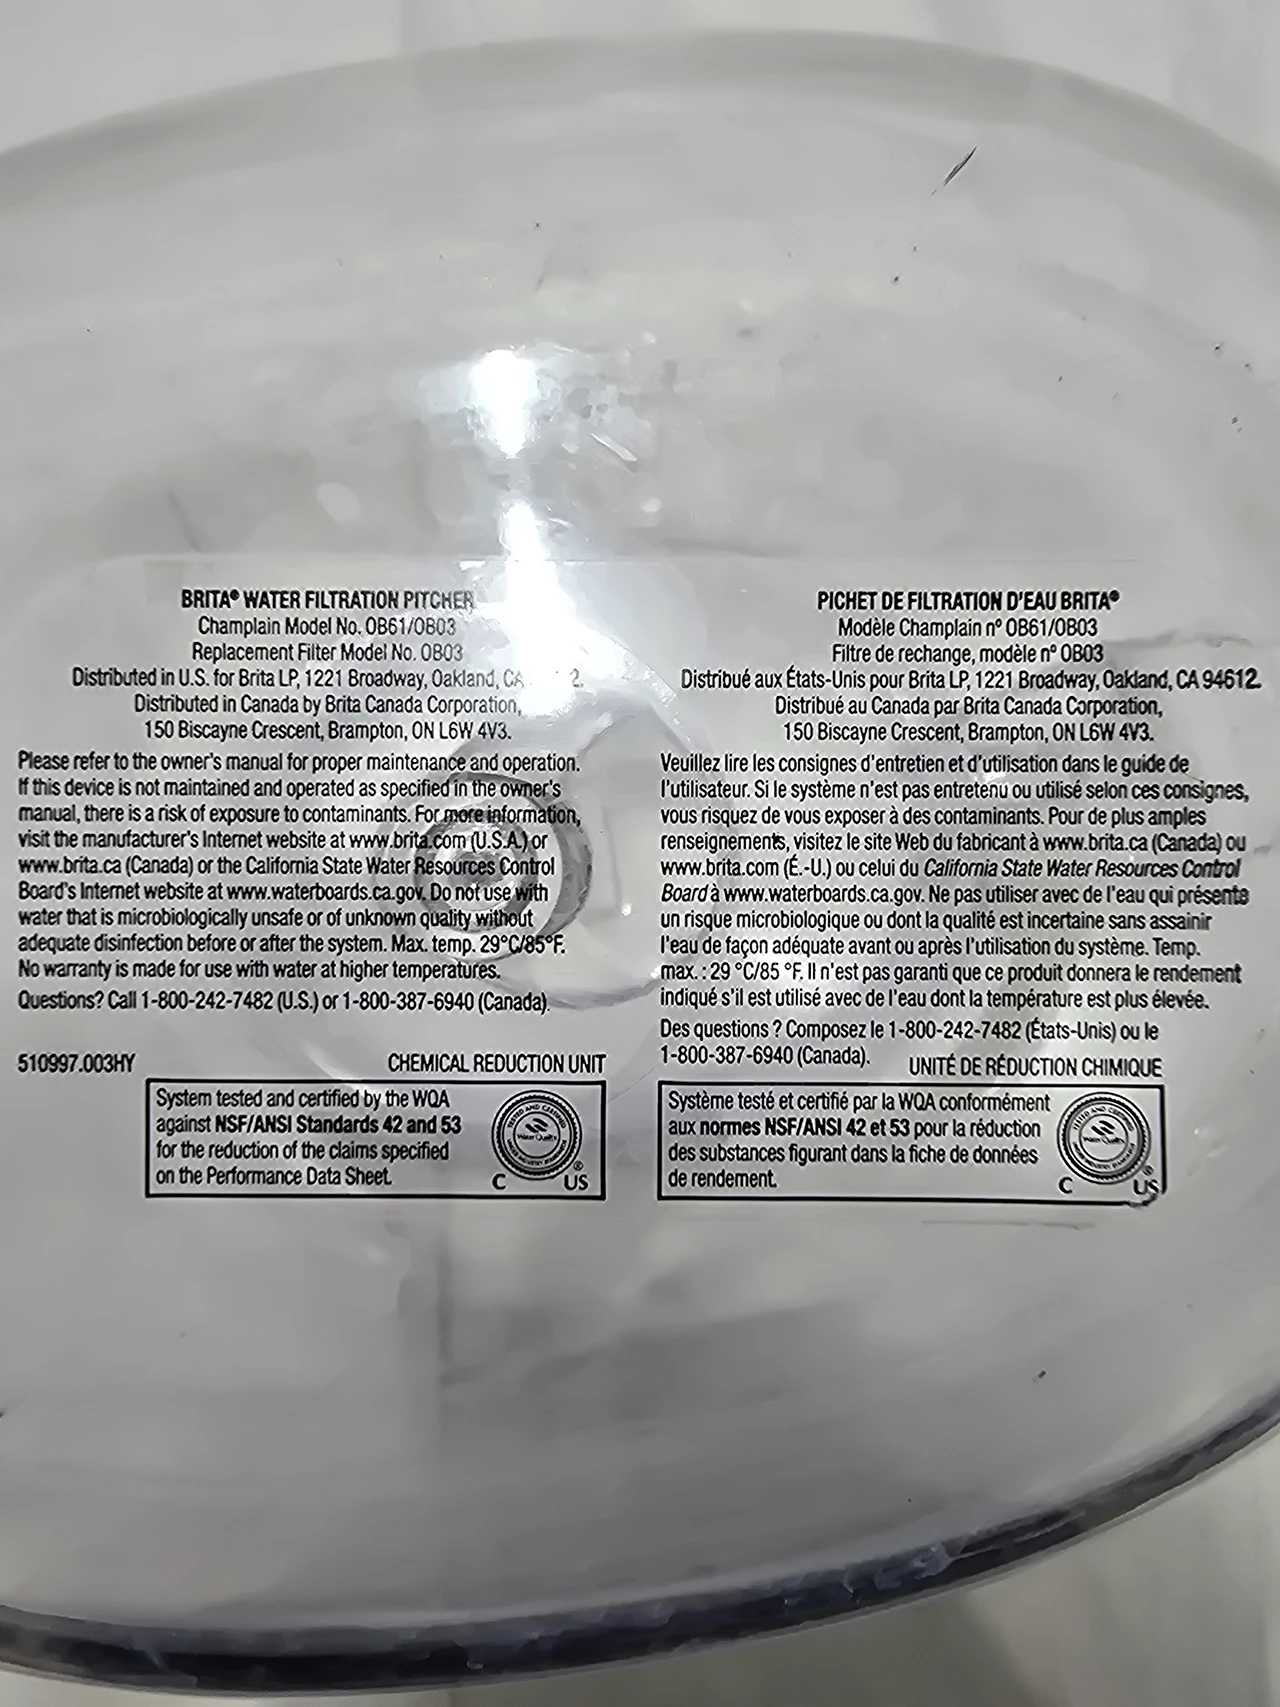 BRITA® WATER FILTRATION PITCHER
Champlain Model No. OB61/OB03
Replacement Filter Model No. OB03
Distributed in U.S. for Brita LP, 1221 Broadway, Oakland, CA
Distributed in Canada by Brita Canada Corporation,
150 Biscayne Crescent, Brampton, ON L6W 4V3.
Please refer to the owner's manual for proper maintenance and operation.
If this device is not maintained and operated as specified in the owner's
manual, there is a risk of exposure to contaminants. For more information,
visit the manufacturer's Internet website at www.brita.com (U.S.A.) or
www.brita.ca (Canada) or the California State Water Resources Control
Board's Internet website at www.waterboards.ca.gov. Do not use with
water that is microbiologically unsafe or of unknown quality without
adequate disinfection before or after the system. Max. temp. 29°C/85°F.
No warranty is made for use with water at higher temperatures.
Questions? Call 1-800-242-7482 (U.S.) or 1-800-387-6940 (Canada).
510997.003HY
CHEMICAL REDUCTION UNIT
System tested and certified by the WQA
against NSF/ANSI Standards 42 and 53
for the reduction of the claims specified
on the Performance Data Sheet.
TESTED AND CERTIFIED
Water Quality
®
C US
PICHET DE FILTRATION D'EAU BRITA®
Modèle Champlain nº OB61/OB03
Filtre de rechange, modèle nº OB03
Distribué aux États-Unis pour Brita LP, 1221 Broadway, Oakland, CA 94612.
Distribué au Canada par Brita Canada Corporation,
150 Biscayne Crescent, Brampton, ON L6W 4V3.
Veuillez lire les consignes d'entretien et d'utilisation dans le guide de
l'utilisateur. Si le système n'est pas entretenu ou utilisé selon ces consignes,
vous risquez de vous exposer à des contaminants. Pour de plus amples
renseignements, visitez le site Web du fabricant à www.brita.ca (Canada) ou
www.brita.com (É.-U.) ou celui du California State Water Resources Control
Board à www.waterboards.ca.gov. Ne pas utiliser avec de l'eau qui présente
un risque microbiologique ou dont la qualité est incertaine sans assainir
l'eau de façon adéquate avant ou après l'utilisation du système. Temp.
max. : 29 °C/85 °F. Il n'est pas garanti que ce produit donnera le rendement
indiqué s'il est utilisé avec de l'eau dont la température est plus élevée.
Des questions ? Composez le 1-800-242-7482 (États-Unis) ou le
1-800-387-6940 (Canada).
UNITÉ DE RÉDUCTION CHIMIQUE
Système testé et certifié par la WQA conformément
aux normes NSF/ANSI 42 et 53 pour la réduction
des substances figurant dans la fiche de données
de rendement.
TESTED AND CERTIFIED
Water Quality
®
C US